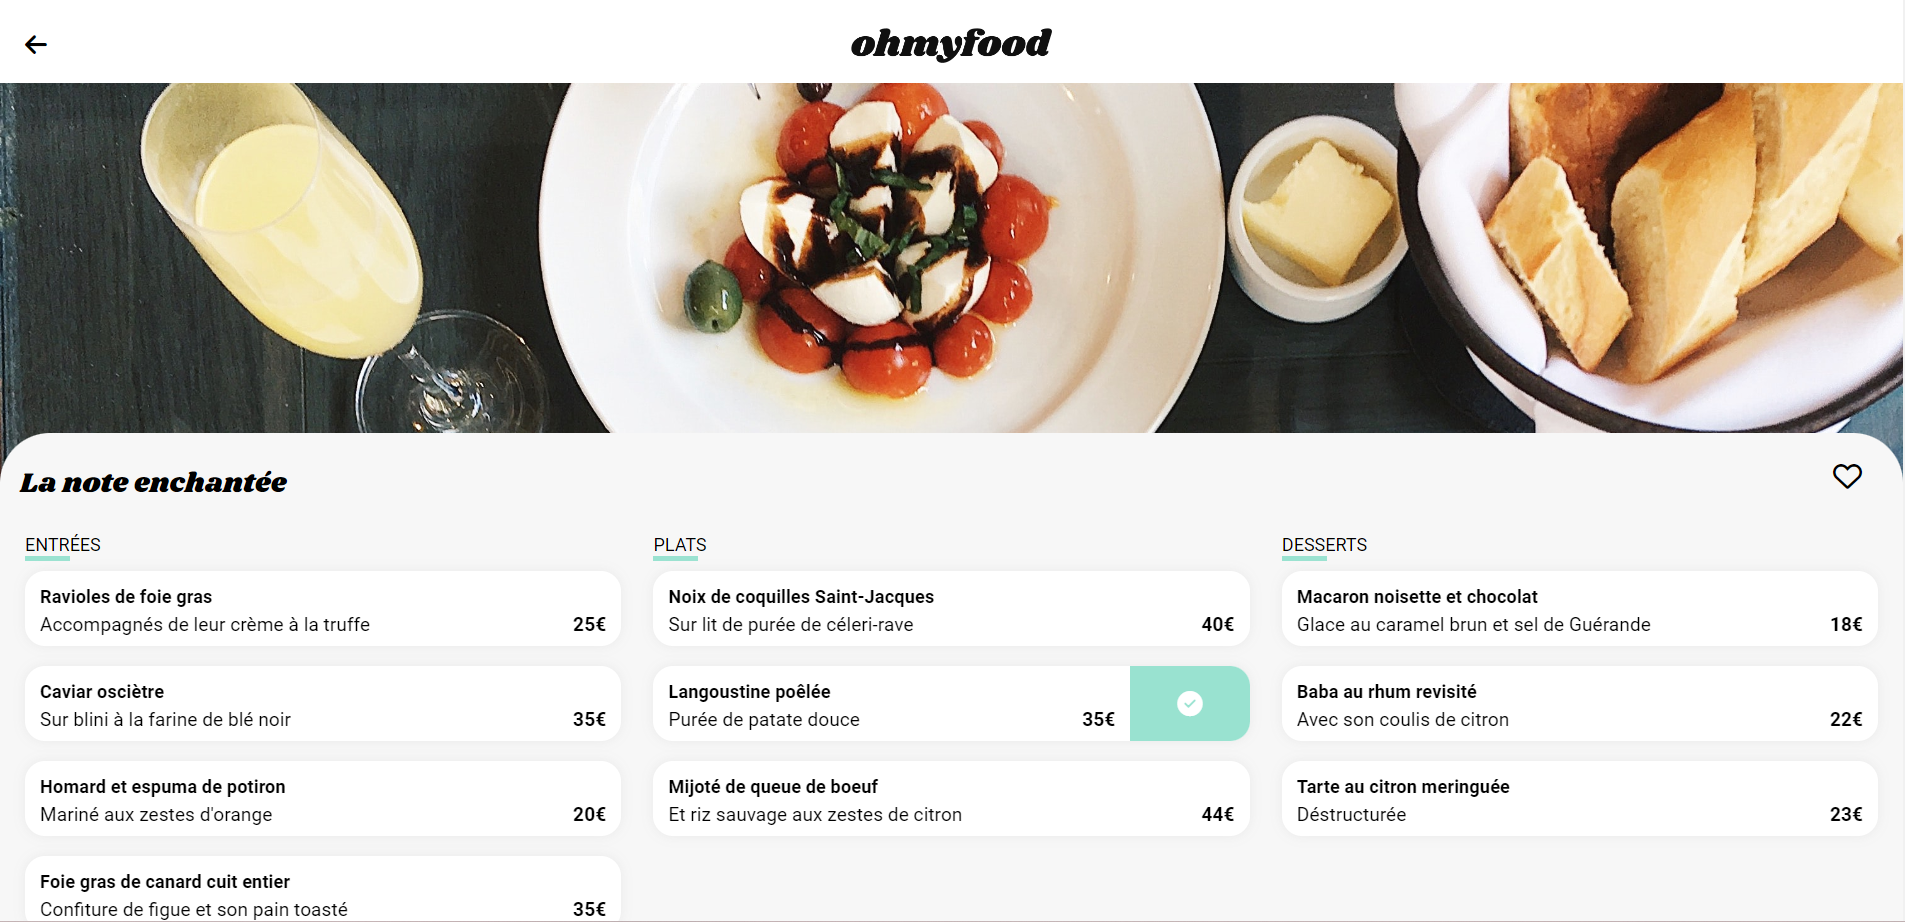 ohmyfood
La note enchantée
ENTRÉES
Ravioles de foie gras
Accompagnés de leur crème à la truffe 25€
Caviar osciètre
Sur blini à la farine de blé noir 35€
Homard et espuma de potiron
Mariné aux zestes d'orange 20€
Foie gras de canard cuit entier
Confiture de figue et son pain toasté 35€
PLATS
Noix de coquilles Saint-Jacques
Sur lit de purée de céleri-rave 40€
Langoustine poêlée
Purée de patate douce 35€
Mijoté de queue de boeuf
Et riz sauvage aux zestes de citron 44€
DESSERTS
Macaron noisette et chocolat
Glace au caramel brun et sel de Guérande 18€
Baba au rhum revisité
Avec son coulis de citron 22€
Tarte au citron meringuée
Déstructurée 23€